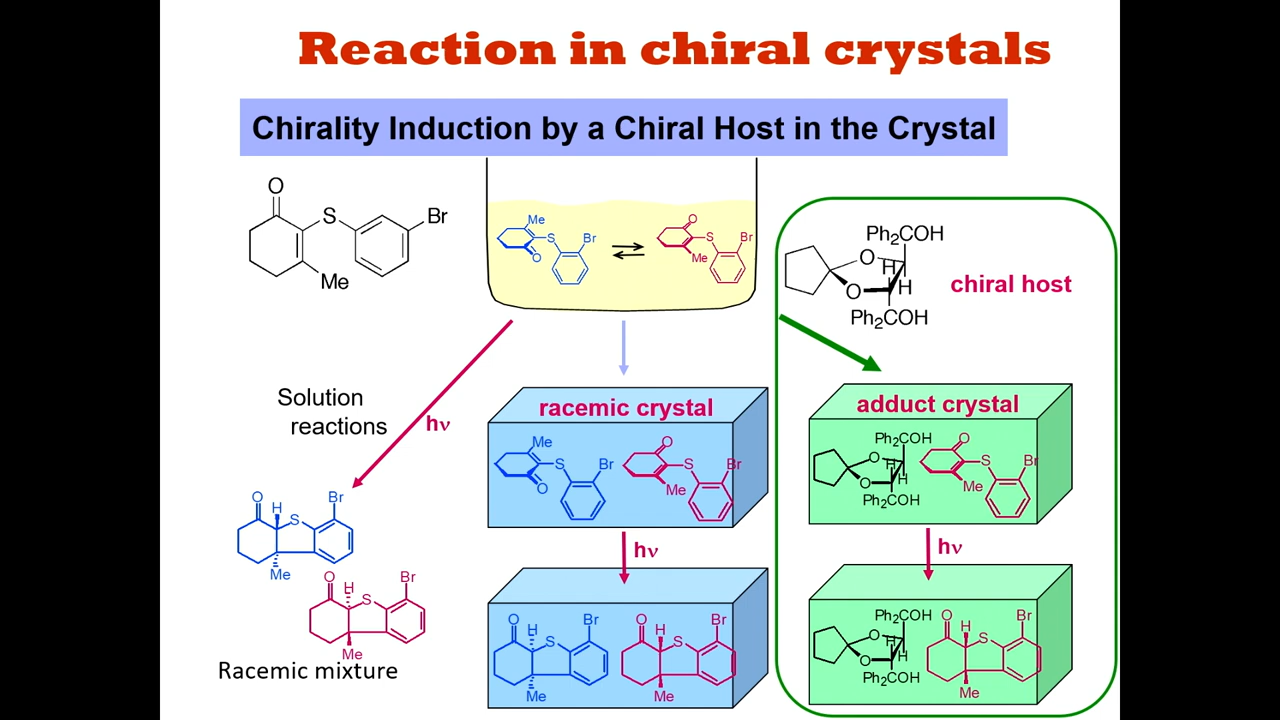 Reaction in chiral crystals
Chirality Induction by a Chiral Host in the Crystal
O
S
Br
Me
Me
S
Br
O
O
S
Br
Me
Ph₂COH
O
H
H
O
Ph₂COH
chiral host
Solution
reactions
hν
racemic crystal
Me
S
Br
O
O
S
Br
Me
adduct crystal
Ph₂COH
O
H
H
O
Ph₂COH
O
S
Br
Me
hν
hν
O
H
S
Br
Me
O
H
S
Br
Me
Racemic mixture
O
H
S
Br
Me
O
H
S
Br
Me
Ph₂COH
O
H
H
O
Ph₂COH
O
H
S
Br
Me